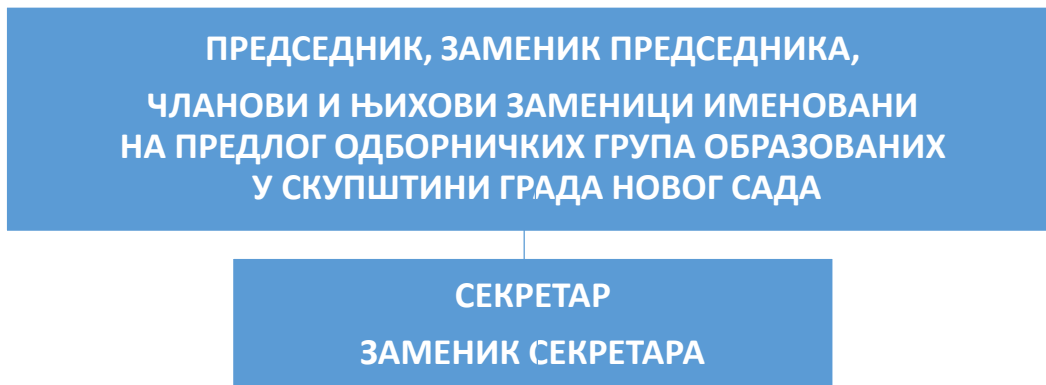 ПРЕДСЕДНИК, ЗАМЕНИК ПРЕДСЕДНИКА,
ЧЛАНОВИ И ЊИХОВИ ЗАМЕНИЦИ ИМЕНОВАНИ
НА ПРЕДЛОГ ОДБОРНИЧКИХ ГРУПА ОБРАЗОВАНИХ
У СКУПШТИНИ ГРАДА НОВОГ САДА
СЕКРЕТАР
ЗАМЕНИК СЕКРЕТАРА